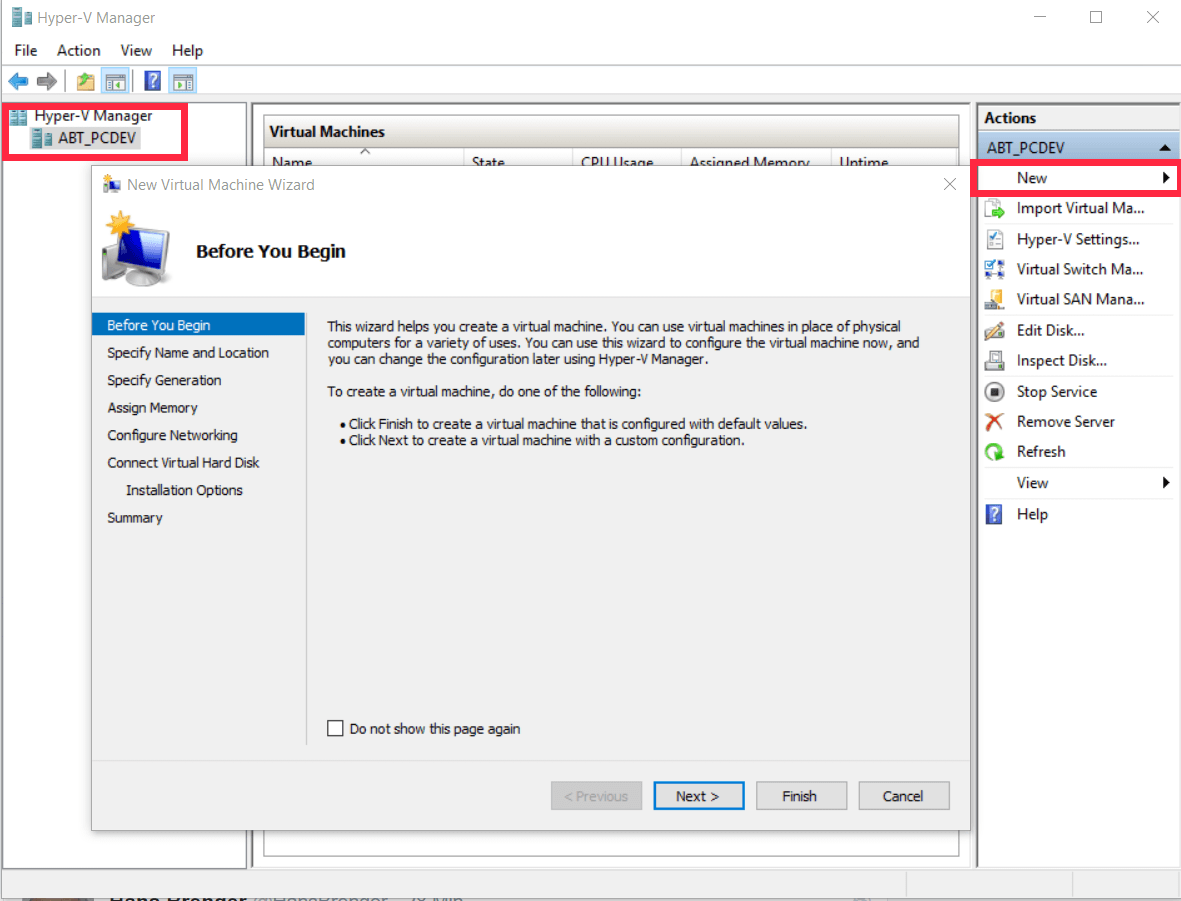 Hyper-V Manager
File Action View Help
Hyper-V Manager
ABT_PCDEV
Virtual Machines
Name State CPU Usage Assigned Memory Uptime
Actions
ABT_PCDEV
New
Import Virtual Ma...
Hyper-V Settings...
Virtual Switch Ma...
Virtual SAN Mana...
Edit Disk...
Inspect Disk...
Stop Service
Remove Server
Refresh
View
Help
New Virtual Machine Wizard
Before You Begin
Before You Begin
Specify Name and Location
Specify Generation
Assign Memory
Configure Networking
Connect Virtual Hard Disk
Installation Options
Summary
This wizard helps you create a virtual machine. You can use virtual machines in place of physical
computers for a variety of uses. You can use this wizard to configure the virtual machine now, and
you can change the configuration later using Hyper-V Manager.
To create a virtual machine, do one of the following:
• Click Finish to create a virtual machine that is configured with default values.
• Click Next to create a virtual machine with a custom configuration.
Do not show this page again
< Previous Next > Finish Cancel